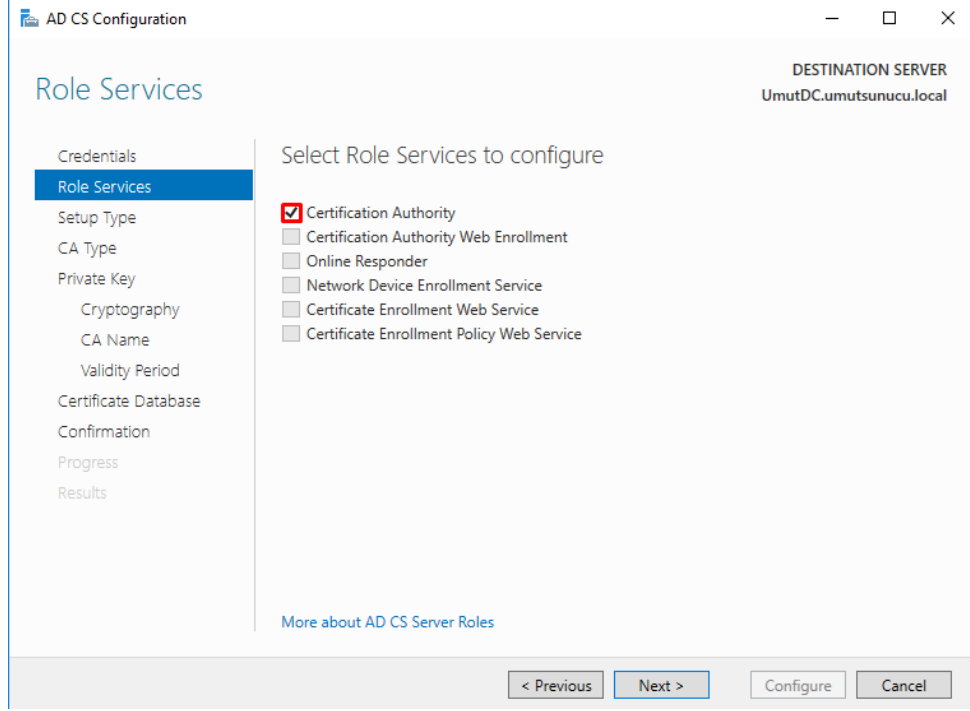 AD CS Configuration
Role Services
DESTINATION SERVER
UmutDC.umutsunucu.local
Credentials
Role Services
Setup Type
CA Type
Private Key
Cryptography
CA Name
Validity Period
Certificate Database
Confirmation
Progress
Results
Select Role Services to configure
Certification Authority
Certification Authority Web Enrollment
Online Responder
Network Device Enrollment Service
Certificate Enrollment Web Service
Certificate Enrollment Policy Web Service
More about AD CS Server Roles
< Previous
Next >
Configure
Cancel